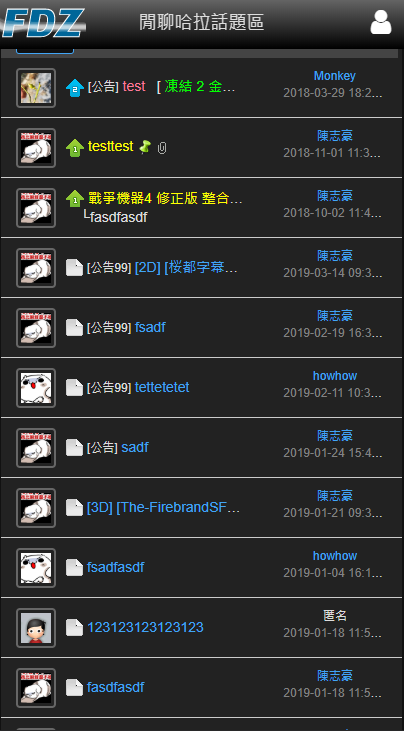 FDZ 閒聊哈拉話題區
2 [公告] test [ 凍結 2 金... Monkey
2018-03-29 18:2...
1 testtest 陳志豪
2018-11-01 11:3...
1 戰爭機器4 修正版 整合... 陳志豪
└fasdfasdf 2018-10-02 11:4...
[公告99] [2D] [桜都字幕... 陳志豪
2019-03-14 09:3...
[公告99] fsadf 陳志豪
2019-02-19 16:3...
[公告99] tettetetet howhow
2019-02-11 10:3...
[公告] sadf 陳志豪
2019-01-24 15:4...
[3D] [The-FirebrandSF... 陳志豪
2019-01-21 09:3...
fsadfasdf howhow
2019-01-04 16:1...
123123123123123 匿名
2019-01-18 11:5...
fasdfasdf 陳志豪
2019-01-18 11:5...